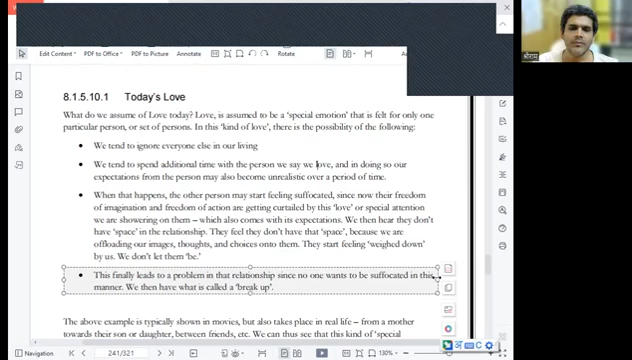 Edit Content PDF to Office PDF to Picture Annotate Rotate
8.1.5.10.1 Today's Love
What do we assume of Love today? Love, is assumed to be a 'special emotion' that is felt for only one
particular person, or set of persons. In this 'kind of love', there is the possibility of the following:
• We tend to ignore everyone else in our living
• We tend to spend additional time with the person we say we love, and in doing so our
expectations from the person may also become unrealistic over a period of time.
• When that happens, the other person may start feeling suffocated, since now their freedom
of imagination and freedom of action are getting curtailed by this 'love' or special attention
we are showering on them – which also comes with its expectations. We then hear they don't
have 'space' in the relationship. They feel they don't have that 'space', because we are
offloading our images, thoughts, and choices onto them. They start feeling 'weighed down'
by us. We don't let them 'be.'
• This finally leads to a problem in that relationship since no one wants to be suffocated in this
manner. We then have what is called a 'break up'.
The above example is typically shown in movies, but also takes place in real life – from a mother
towards their son or daughter, between friends, etc. We can thus see that this kind of 'special
Navigation 241/321 130%